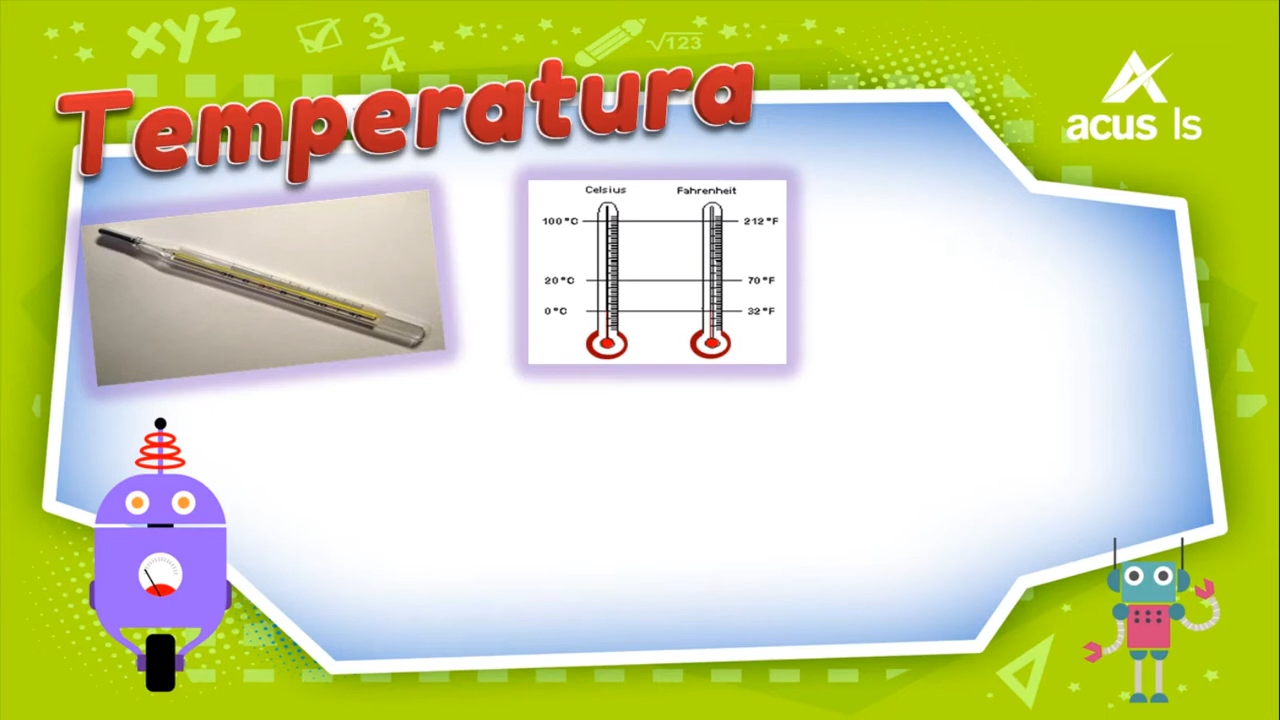 xyz
3
4
√123
Temperatura
acus ls
Celsius Fahrenheit
100°C 212°F
20°C 70°F
0°C 32°F